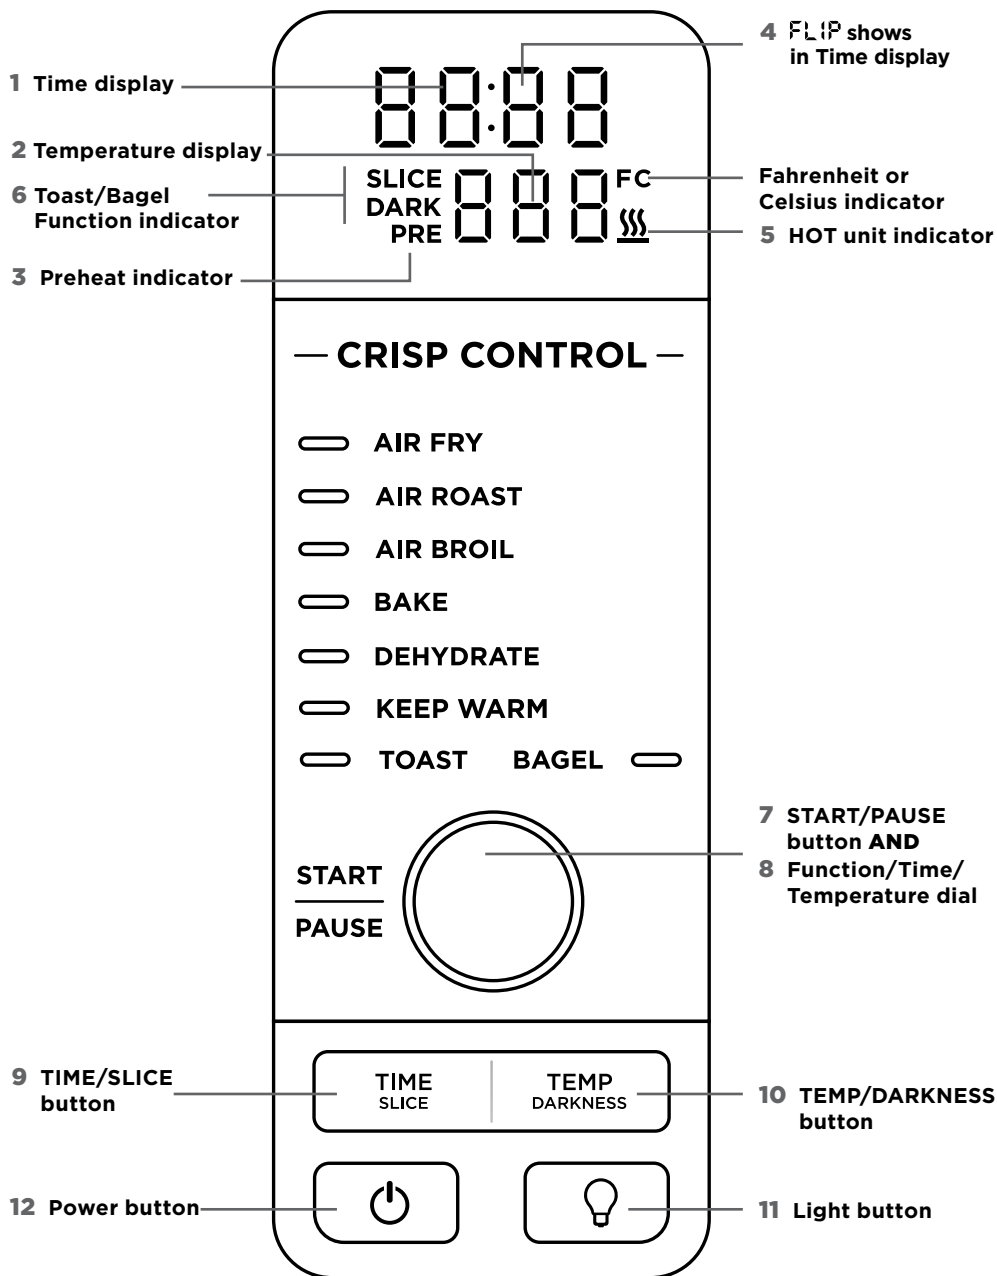 4 FLIP shows
in Time display
1 Time display
88:88
2 Temperature display
6 Toast/Bagel
Function indicator
SLICE
DARK
PRE
888
F C
Fahrenheit or
Celsius indicator
5 HOT unit indicator
3 Preheat indicator
CRISP CONTROL
AIR FRY
AIR ROAST
AIR BROIL
BAKE
DEHYDRATE
KEEP WARM
TOAST BAGEL
START
PAUSE
7 START/PAUSE
button AND
8 Function/Time/
Temperature dial
9 TIME/SLICE
button
TIME
SLICE
TEMP
DARKNESS
10 TEMP/DARKNESS
button
12 Power button
11 Light button